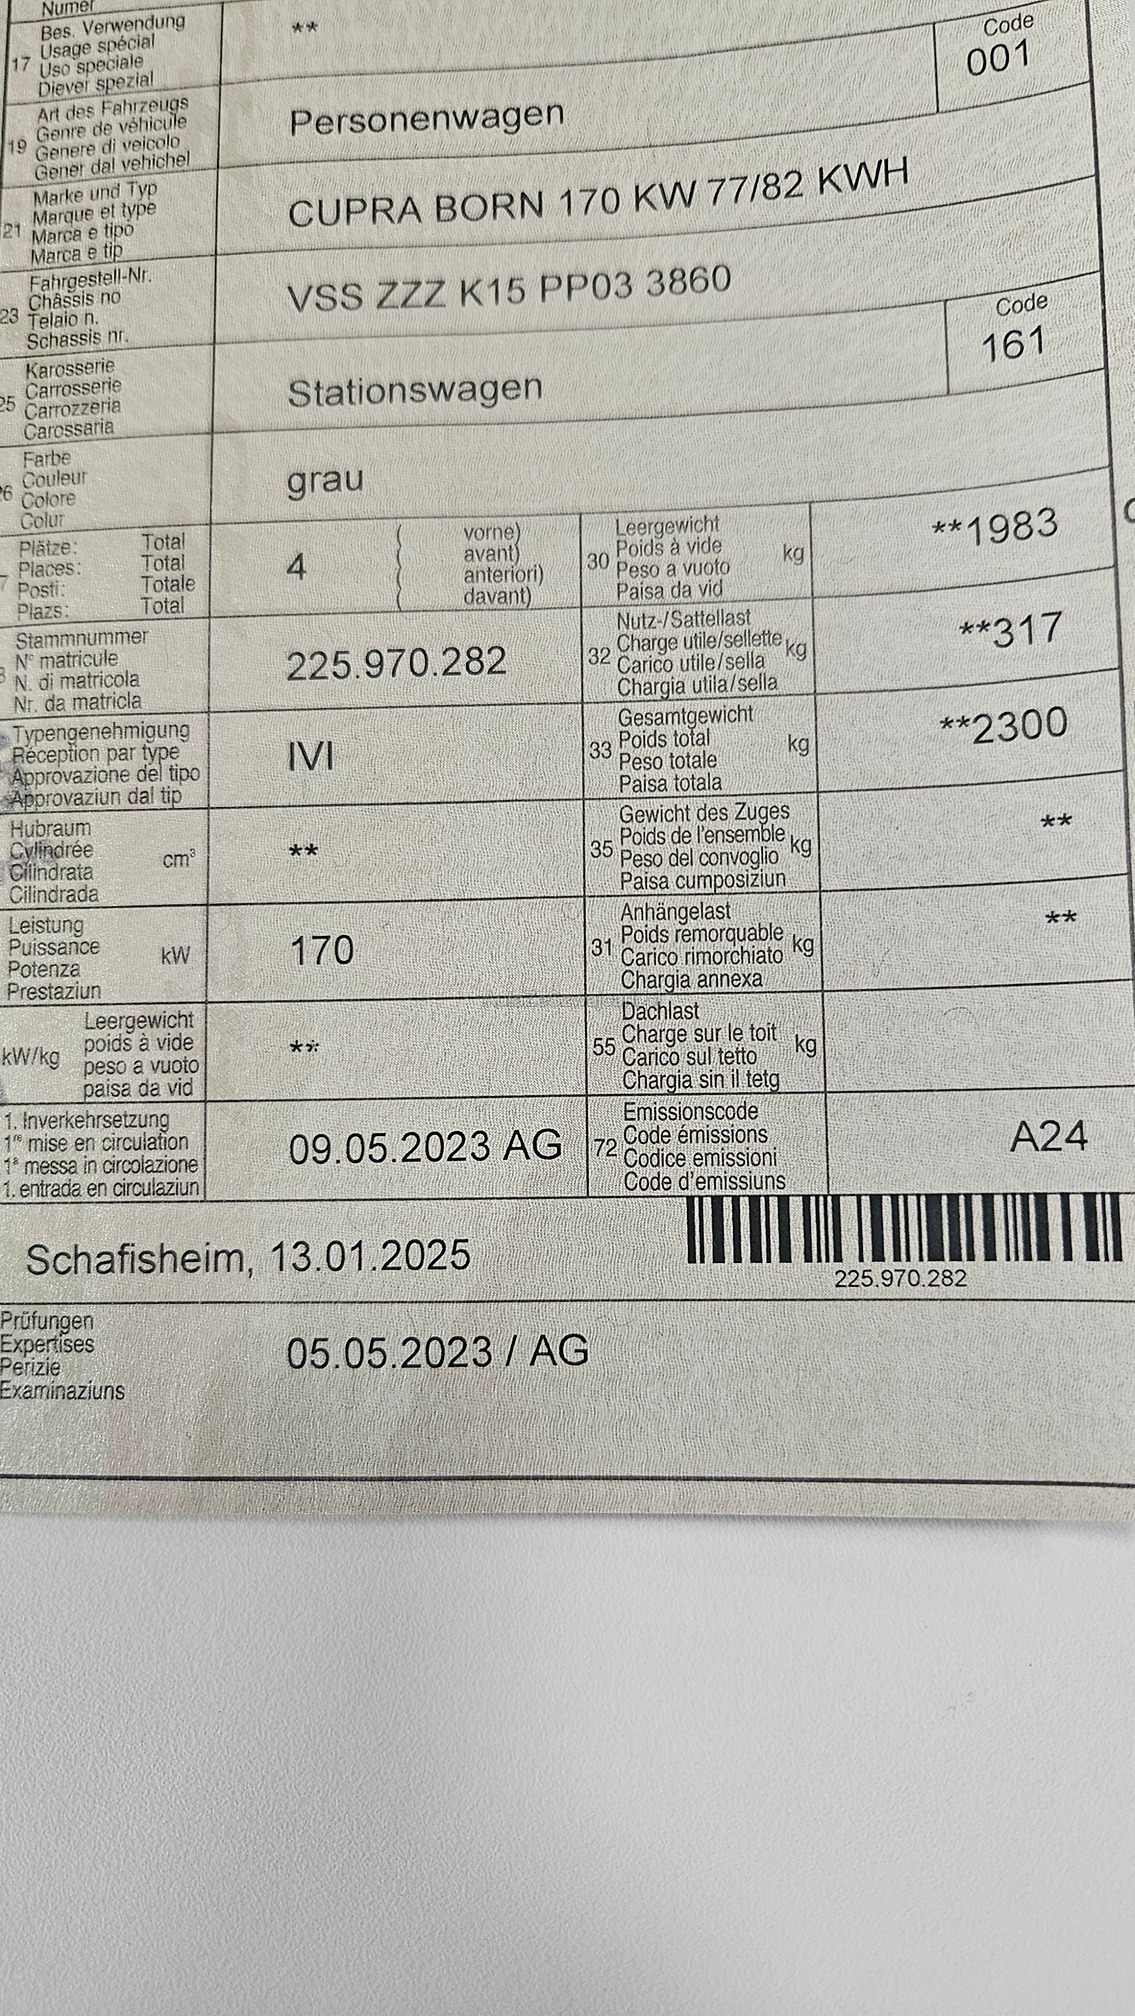 Numer
17 Bes. Verwendung
Usage spécial
Uso speciale
Diever spezial
**
19 Art des Fahrzeugs
Genre de véhicule
Genere di veicolo
Gener dal vehichel
Personenwagen
Code
001
21 Marke und Typ
Marque et type
Marca e tipo
Marca e tip
CUPRA BORN 170 KW 77/82 KWH
23 Fahrgestell-Nr.
Châssis no
Telaio n.
Schassis nr.
VSS ZZZ K15 PP03 3860
25 Karosserie
Carrosserie
Carrozzeria
Carossaria
Stationswagen
Code
161
26 Farbe
Couleur
Colore
Colur
grau
7 Plätze: Total
Places: Total
Posti: Totale
Plazs: Total
4
( vorne)
( avant)
( anteriori)
( davant)
30 Leergewicht
Poids à vide
Peso a vuoto
Paisa da vid
kg
**1983
Stammnummer
N° matricule
N. di matricola
Nr. da matricla
225.970.282
32 Nutz-/Sattellast
Charge utile/sellette
Carico utile/sella
Chargia utila/sella
kg
**317
Typengenehmigung
Réception par type
Approvazione del tipo
Approvaziun dal tip
IVI
33 Gesamtgewicht
Poids total
Peso totale
Paisa totala
kg
**2300
Hubraum
Cylindrée
Cilindrata
Cilindrada
cm³
**
35 Gewicht des Zuges
Poids de l'ensemble
Peso del convoglio
Paisa cumposiziun
kg
**
Leistung
Puissance
Potenza
Prestaziun
kW
170
31 Anhängelast
Poids remorquable
Carico rimorchiato
Chargia annexa
kg
**
kW/kg
Leergewicht
poids à vide
peso a vuoto
paisa da vid
**
55 Dachlast
Charge sur le toit
Carico sul tetto
Chargia sin il tetg
kg
1. Inverkehrsetzung
1re mise en circulation
1a messa in circolazione
1. entrada en circulaziun
09.05.2023 AG
72 Emissionscode
Code émissions
Codice emissioni
Code d'emissiuns
A24
Schafisheim, 13.01.2025
225.970.282
Prüfungen
Expertises
Perizie
Examinaziuns
05.05.2023 / AG